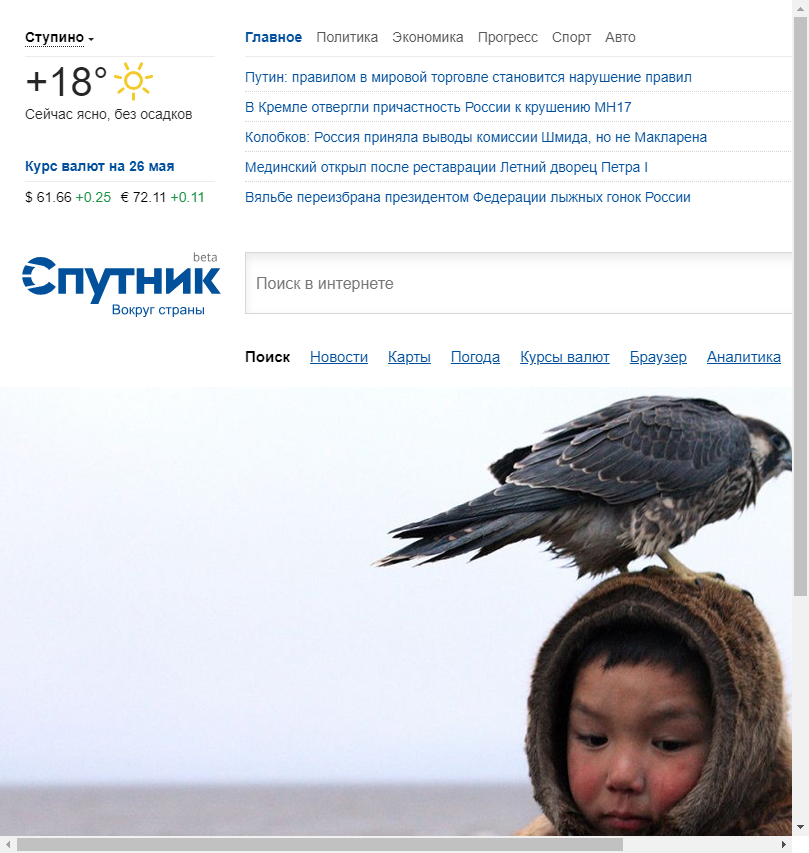 Ступино
Главное Политика Экономика Прогресс Спорт Авто
+18°
Сейчас ясно, без осадков
Путин: правилом в мировой торговле становится нарушение правил
В Кремле отвергли причастность России к крушению MH17
Колобков: Россия приняла выводы комиссии Шмида, но не Макларена
Мединский открыл после реставрации Летний дворец Петра I
Вяльбе переизбрана президентом Федерации лыжных гонок России
Курс валют на 26 мая
$ 61.66 +0.25 € 72.11 +0.11
beta
Спутник
Вокруг страны
Поиск в интернете
Поиск Новости Карты Погода Курсы валют Браузер Аналитика